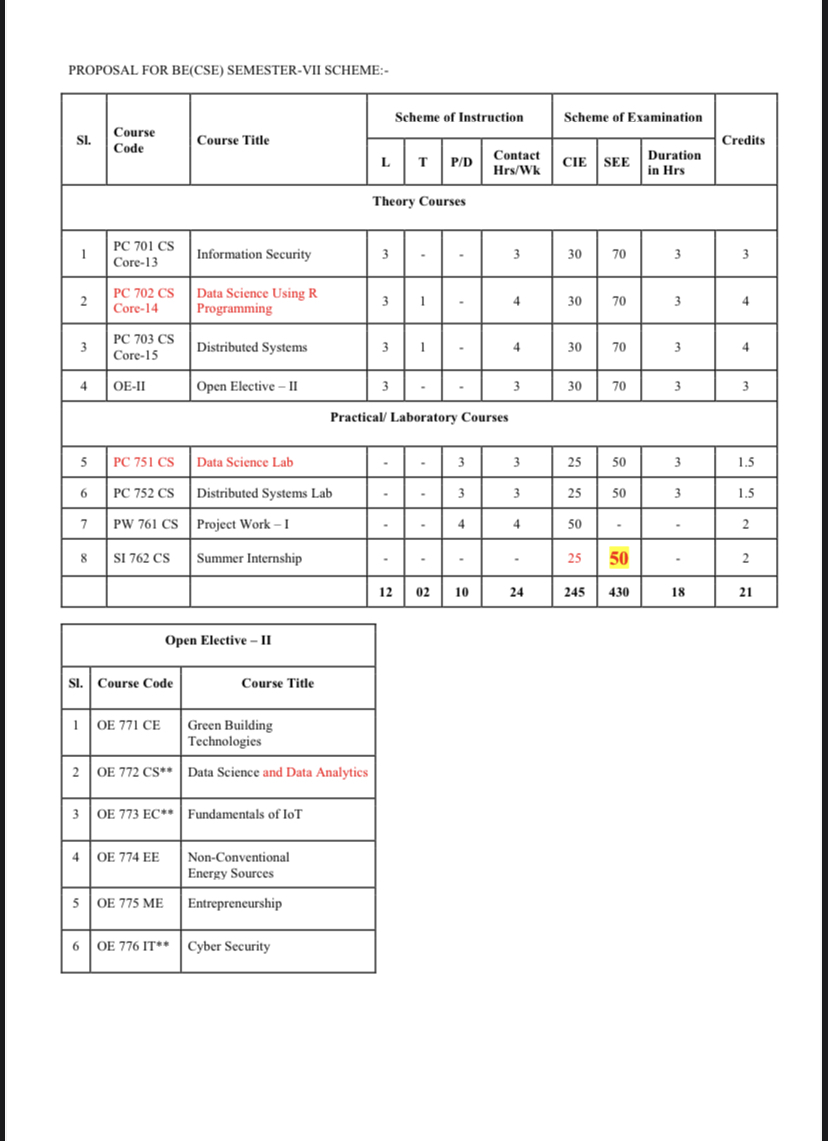 PROPOSAL FOR BE(CSE) SEMESTER-VII SCHEME:-
Sl. Course Code Course Title Scheme of Instruction Scheme of Examination Credits
L T P/D Contact Hrs/Wk CIE SEE Duration in Hrs
Theory Courses
1 PC 701 CS Core-13 Information Security 3 - - 3 30 70 3 3
2 PC 702 CS Core-14 Data Science Using R Programming 3 1 - 4 30 70 3 4
3 PC 703 CS Core-15 Distributed Systems 3 1 - 4 30 70 3 4
4 OE-II Open Elective – II 3 - - 3 30 70 3 3
Practical/ Laboratory Courses
5 PC 751 CS Data Science Lab - - 3 3 25 50 3 1.5
6 PC 752 CS Distributed Systems Lab - - 3 3 25 50 3 1.5
7 PW 761 CS Project Work – I - - 4 4 50 - - 2
8 SI 762 CS Summer Internship - - - - 25 50 - 2
12 02 10 24 245 430 18 21
Open Elective – II
Sl. Course Code Course Title
1 OE 771 CE Green Building Technologies
2 OE 772 CS** Data Science and Data Analytics
3 OE 773 EC** Fundamentals of IoT
4 OE 774 EE Non-Conventional Energy Sources
5 OE 775 ME Entrepreneurship
6 OE 776 IT** Cyber Security